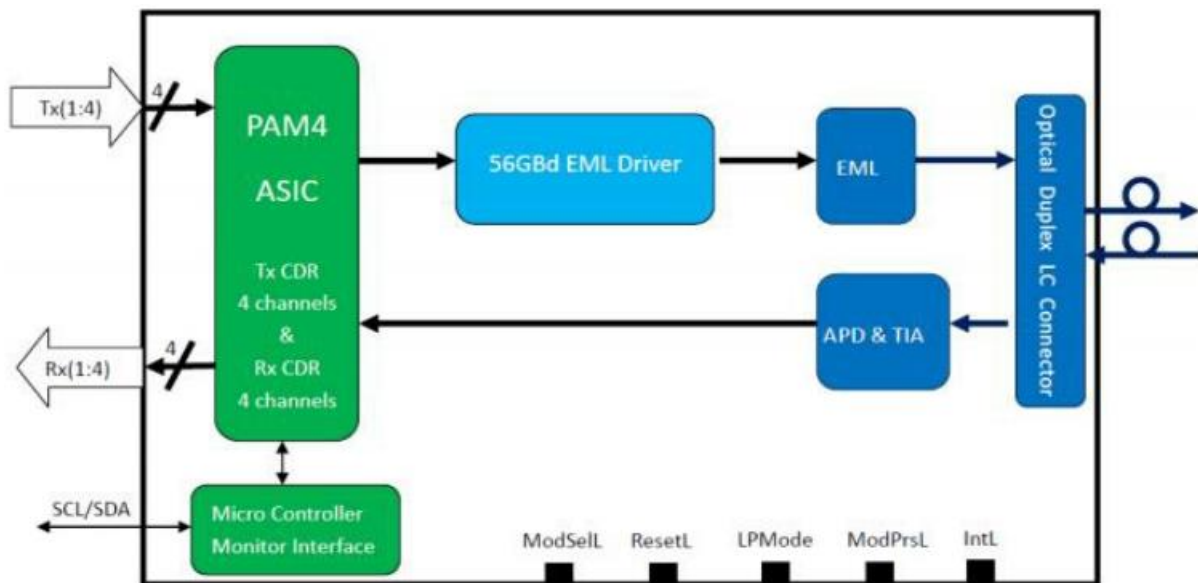 Tx(1:4)
4
PAM4
ASIC
Tx CDR
4 channels
&
Rx CDR
4 channels
56GBd EML Driver
EML
APD & TIA
Optical Duplex LC Connector
Rx(1:4)
4
SCL/SDA
Micro Controller
Monitor Interface
ModSelL
ResetL
LPMode
ModPrsL
IntL